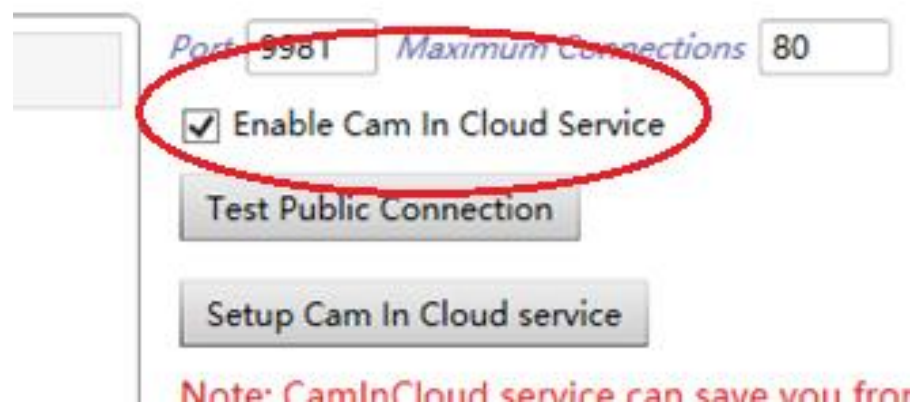 Port 9981 Maximum Connections 80
Enable Cam In Cloud Service
Test Public Connection
Setup Cam In Cloud service
Note: CamInCloud service can save you from